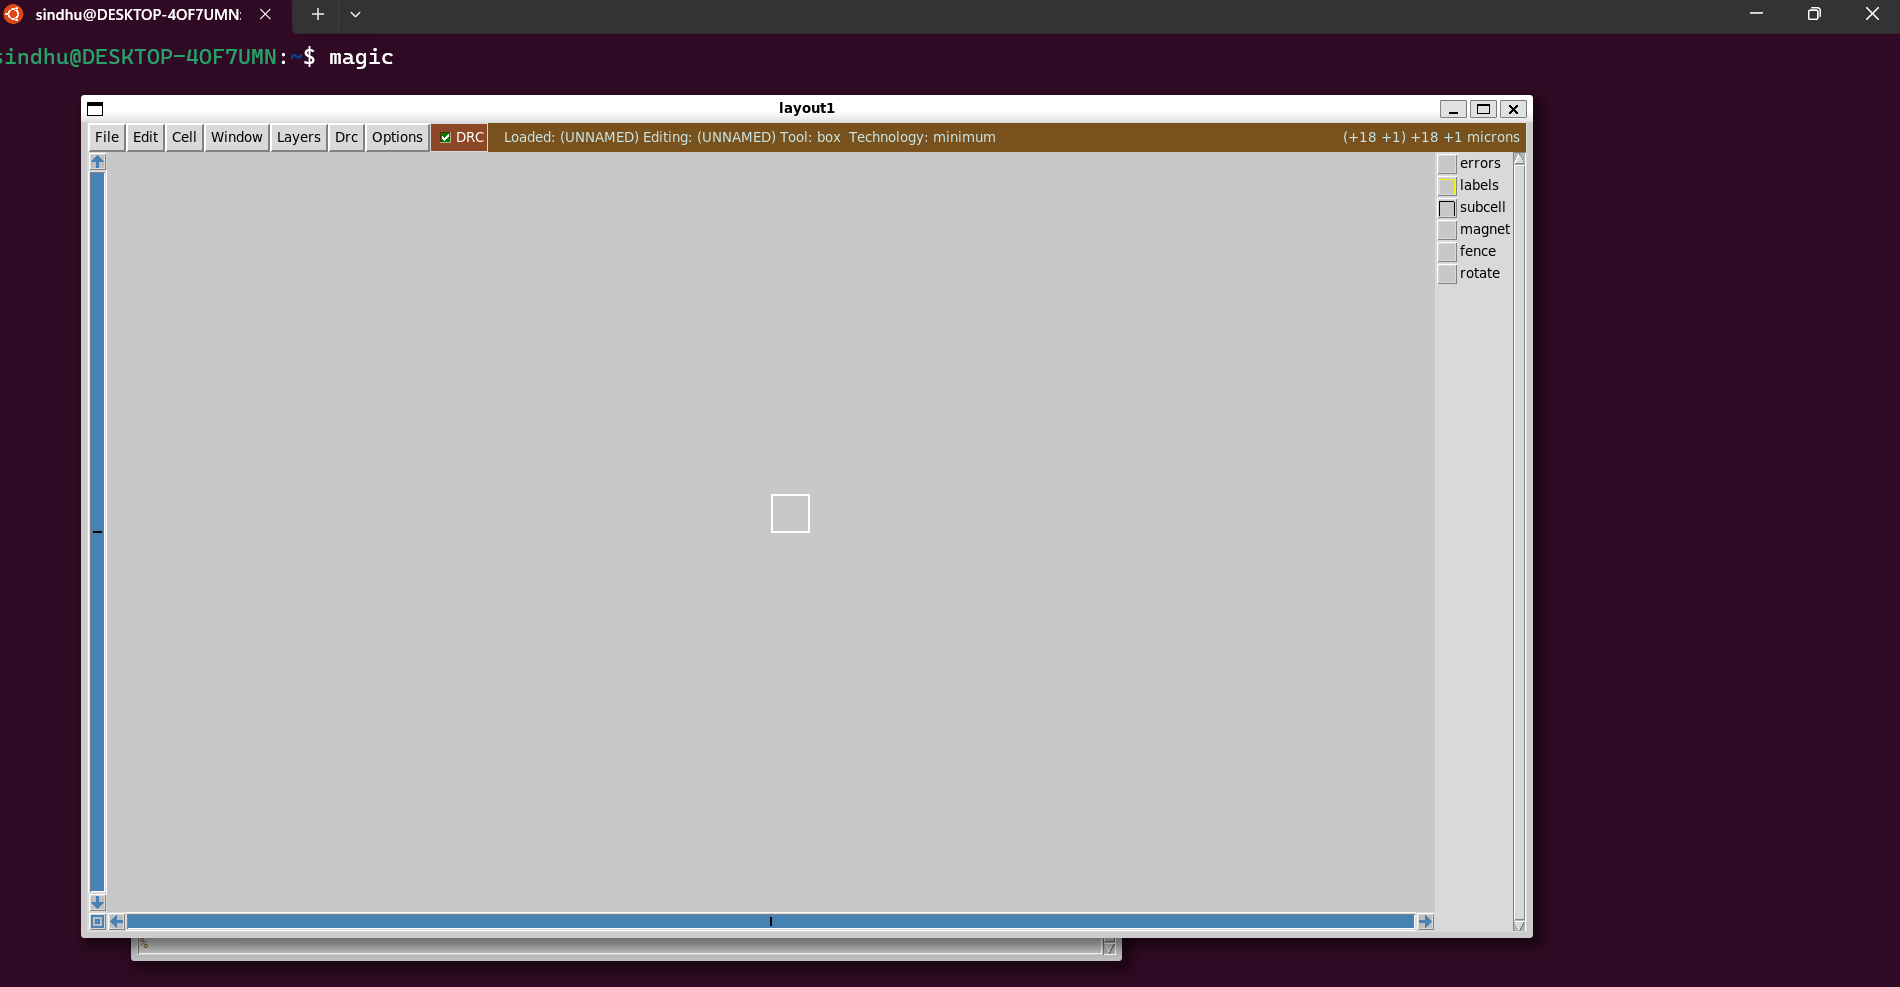 sindhu@DESKTOP-4OF7UMN:
sindhu@DESKTOP-4OF7UMN:~$ magic
layout1
File Edit Cell Window Layers Drc Options DRC Loaded: (UNNAMED) Editing: (UNNAMED) Tool: box Technology: minimum (+18 +1) +18 +1 microns
errors
labels
subcell
magnet
fence
rotate
%